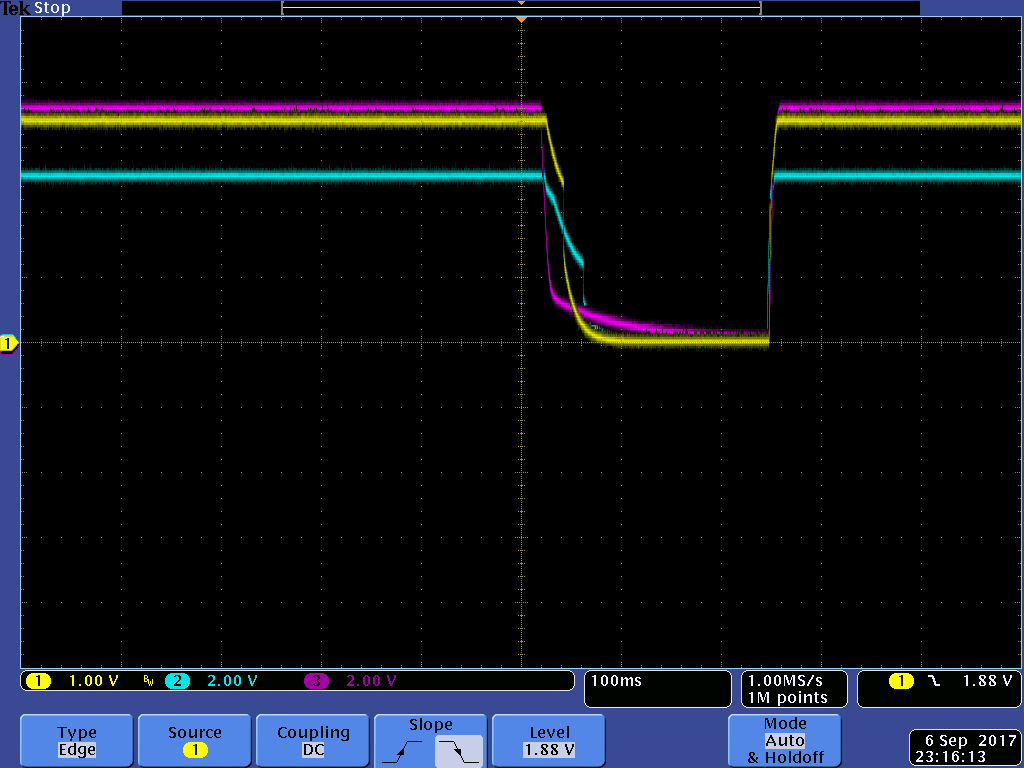 Tek Stop
1
1 1.00 V BW 2 2.00 V 3 2.00 V
100ms
1.00MS/s
1M points
1 1.88 V
Type
Edge
Source
1
Coupling
DC
Slope
Level
1.88 V
Mode
Auto
& Holdoff
6 Sep 2017
23:16:13